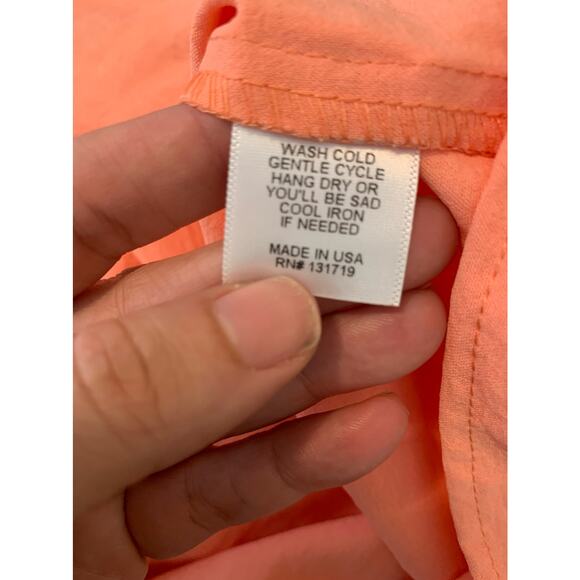 WASH COLD
GENTLE CYCLE
HANG DRY OR
YOU'LL BE SAD
COOL IRON
IF NEEDED
MADE IN USA
RN# 131719